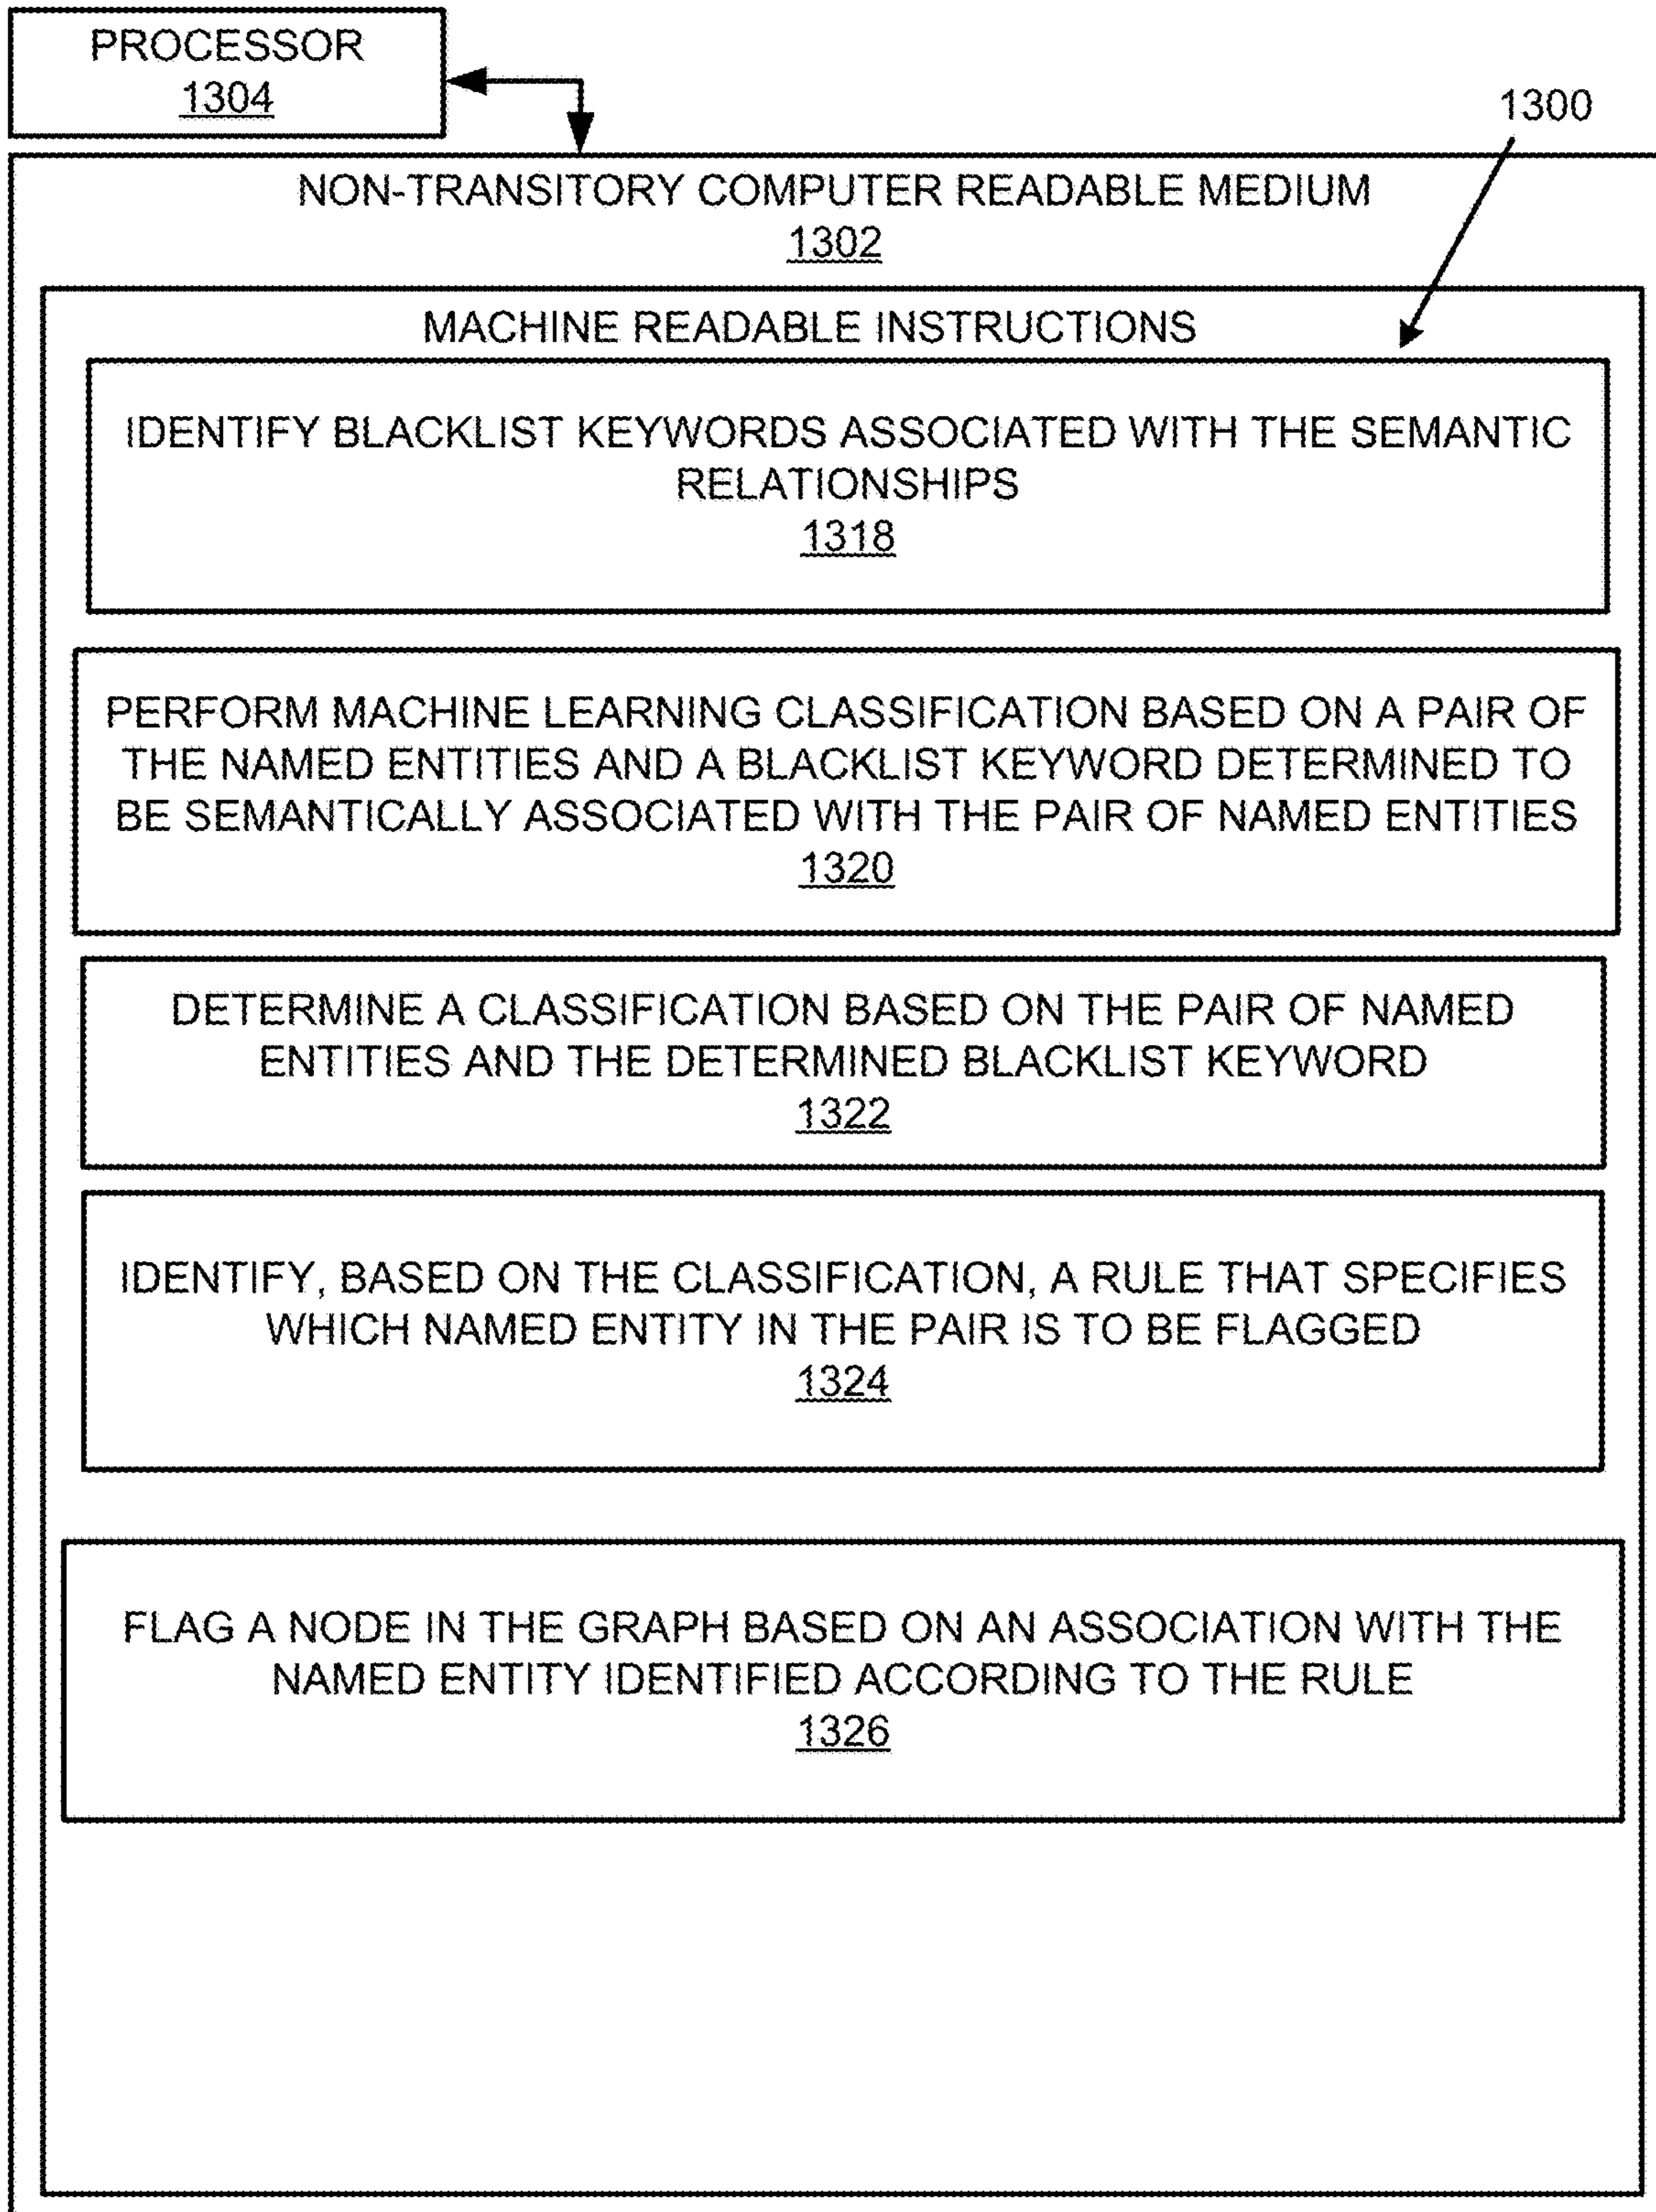 PROCESSOR
1304
1300
NON-TRANSITORY COMPUTER READABLE MEDIUM
1302
MACHINE READABLE INSTRUCTIONS
IDENTIFY BLACKLIST KEYWORDS ASSOCIATED WITH THE SEMANTIC
RELATIONSHIPS
1318
PERFORM MACHINE LEARNING CLASSIFICATION BASED ON A PAIR OF
THE NAMED ENTITIES AND A BLACKLIST KEYWORD DETERMINED TO
BE SEMANTICALLY ASSOCIATED WITH THE PAIR OF NAMED ENTITIES
1320
DETERMINE A CLASSIFICATION BASED ON THE PAIR OF NAMED
ENTITIES AND THE DETERMINED BLACKLIST KEYWORD
1322
IDENTIFY, BASED ON THE CLASSIFICATION, A RULE THAT SPECIFIES
WHICH NAMED ENTITY IN THE PAIR IS TO BE FLAGGED
1324
FLAG A NODE IN THE GRAPH BASED ON AN ASSOCIATION WITH THE
NAMED ENTITY IDENTIFIED ACCORDING TO THE RULE
1326